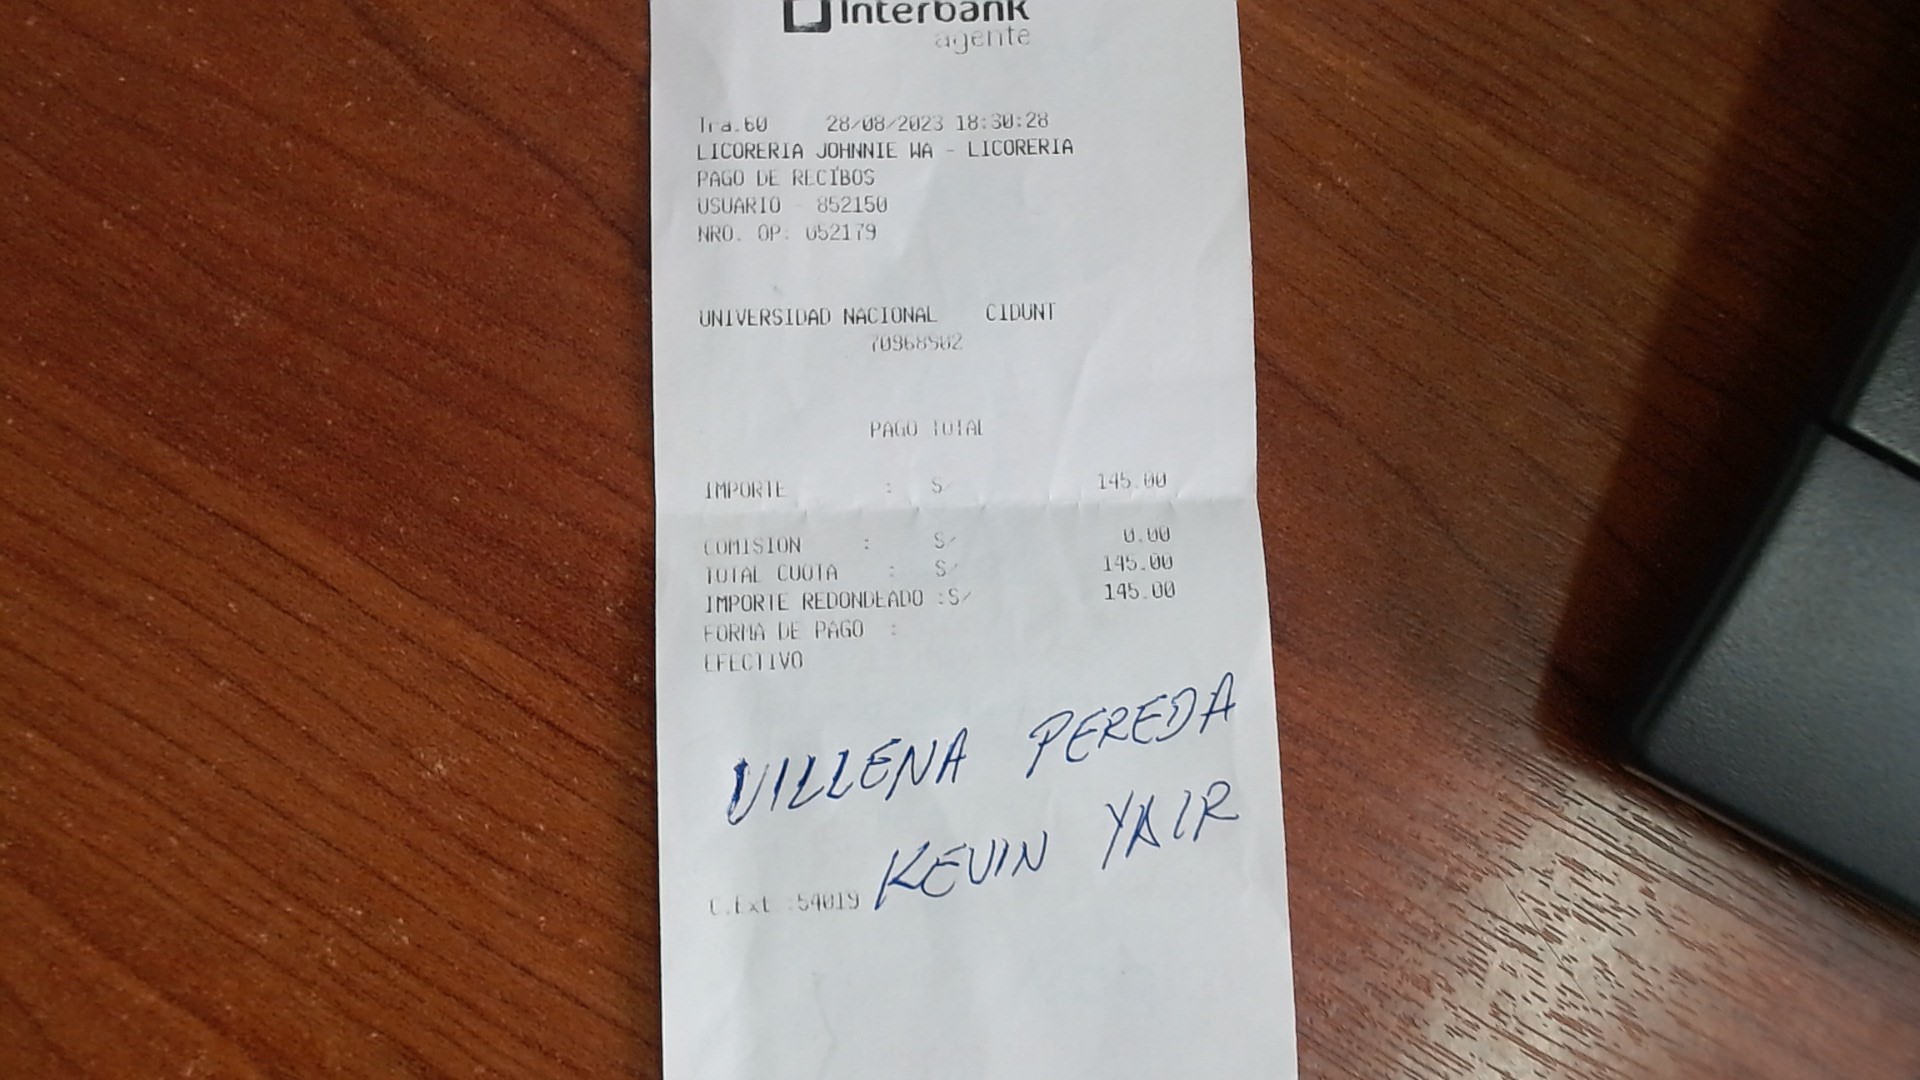 Interbank
agente
Tra.60 28/08/2023 18:30:28
LICORERIA JOHNNIE WA - LICORERIA
PAGO DE RECIBOS
USUARIO - 852150
NRO. OP: 052179
UNIVERSIDAD NACIONAL CIDUNT
70968502
PAGO TOTAL
IMPORTE : S/ 145.00
COMISION : S/ 0.00
TOTAL CUOTA : S/ 145.00
IMPORTE REDONDEADO :S/ 145.00
FORMA DE PAGO :
EFECTIVO
VILLENA PEREDA
KEVIN YAIR
C.Ext :54019